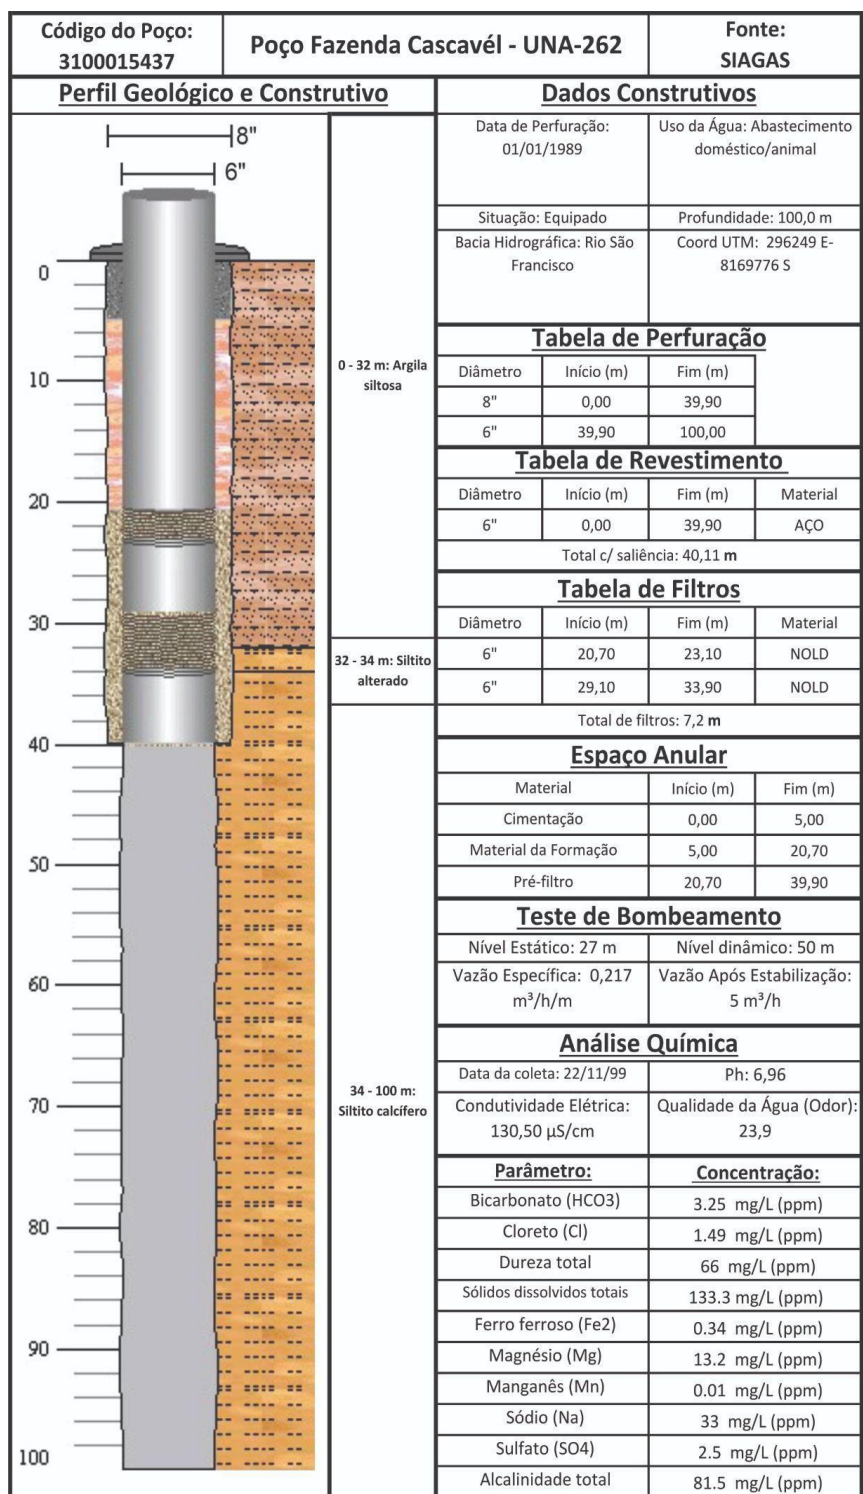 Código do Poço:
3100015437
Poço Fazenda Cascavél - UNA-262
Fonte:
SIAGAS
Perfil Geológico e Construtivo
8"
6"
0
10
20
30
40
50
60
70
80
90
100
0 - 32 m: Argila
siltosa
32 - 34 m: Siltito
alterado
34 - 100 m:
Siltito calcífero
Dados Construtivos
Data de Perfuração:
01/01/1989
Uso da Água: Abastecimento
doméstico/animal
Situação: Equipado
Profundidade: 100,0 m
Bacia Hidrográfica: Rio São
Francisco
Coord UTM: 296249 E-
8169776 S
Tabela de Perfuração
Diâmetro Início (m) Fim (m)
8" 0,00 39,90
6" 39,90 100,00
Tabela de Revestimento
Diâmetro Início (m) Fim (m) Material
6" 0,00 39,90 AÇO
Total c/ saliência: 40,11 m
Tabela de Filtros
Diâmetro Início (m) Fim (m) Material
6" 20,70 23,10 NOLD
6" 29,10 33,90 NOLD
Total de filtros: 7,2 m
Espaço Anular
Material Início (m) Fim (m)
Cimentação 0,00 5,00
Material da Formação 5,00 20,70
Pré-filtro 20,70 39,90
Teste de Bombeamento
Nível Estático: 27 m
Nível dinâmico: 50 m
Vazão Específica: 0,217
m³/h/m
Vazão Após Estabilização:
5 m³/h
Análise Química
Data da coleta: 22/11/99
Ph: 6,96
Condutividade Elétrica:
130,50 µS/cm
Qualidade da Água (Odor):
23,9
Parâmetro: Concentração:
Bicarbonato (HCO3) 3.25 mg/L (ppm)
Cloreto (Cl) 1.49 mg/L (ppm)
Dureza total 66 mg/L (ppm)
Sólidos dissolvidos totais 133.3 mg/L (ppm)
Ferro ferroso (Fe2) 0.34 mg/L (ppm)
Magnésio (Mg) 13.2 mg/L (ppm)
Manganês (Mn) 0.01 mg/L (ppm)
Sódio (Na) 33 mg/L (ppm)
Sulfato (SO4) 2.5 mg/L (ppm)
Alcalinidade total 81.5 mg/L (ppm)